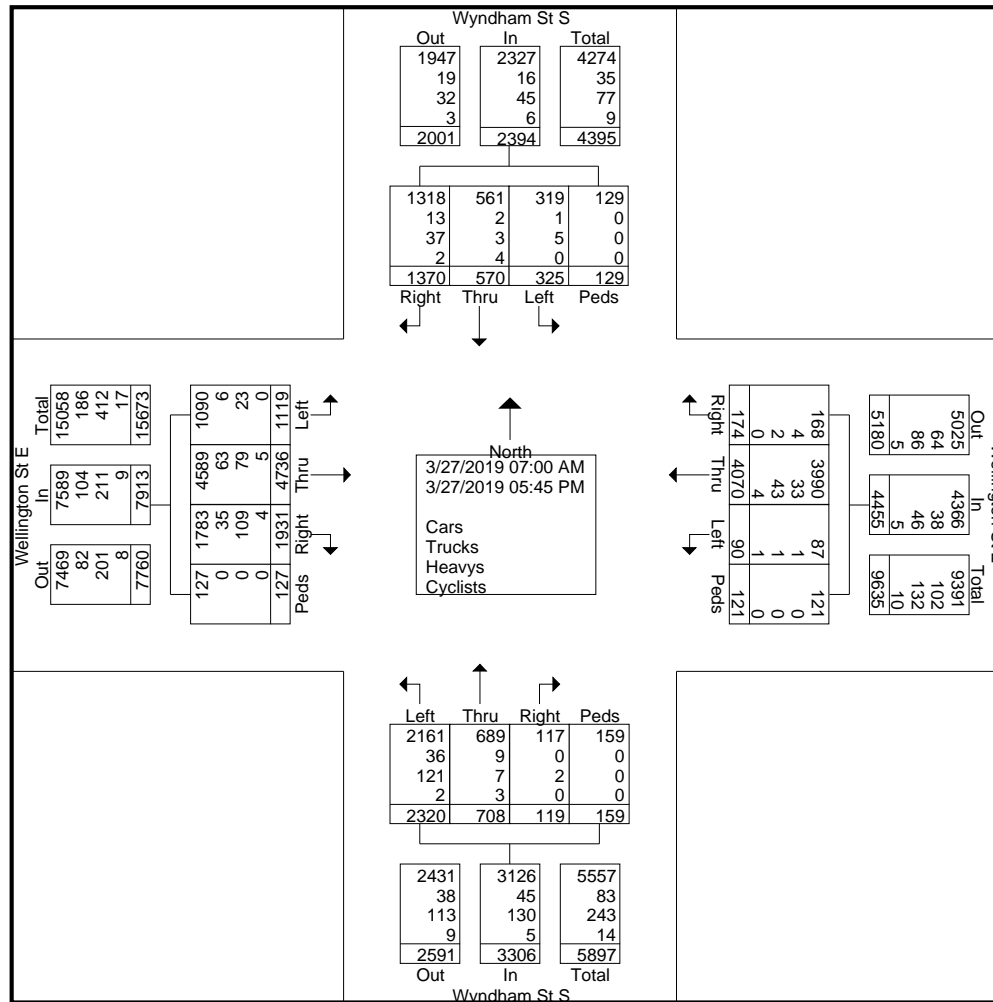 Wyndham St S
Out In Total
1947 2327 4274
19 16 35
32 45 77
3 6 9
2001 2394 4395
1318 561 319 129
13 2 1 0
37 3 5 0
2 4 0 0
1370 570 325 129
Right Thru Left Peds
Wellington St E
Total
15058
186
412
17
15673
In
7589
104
211
9
7913
Out
7469
82
201
8
7760
1090
6
23
0
1119
Left
4589
63
79
5
4736
Thru
1783
35
109
4
1931
Right
127
0
0
0
127
Peds
North
3/27/2019 07:00 AM
3/27/2019 05:45 PM
Cars
Trucks
Heavys
Cyclists
Right
174
0
2
4
168
Thru
4070
4
43
33
3990
Left
90
1
1
1
87
Peds
121
0
0
0
121
Out
5180
5
86
64
5025
In
4455
5
46
38
4366
Total
9635
10
132
102
9391
Left Thru Right Peds
2161 689 117 159
36 9 0 0
121 7 2 0
2 3 0 0
2320 708 119 159
2431 3126 5557
38 45 83
113 130 243
9 5 14
2591 3306 5897
Out In Total
Wyndham St S